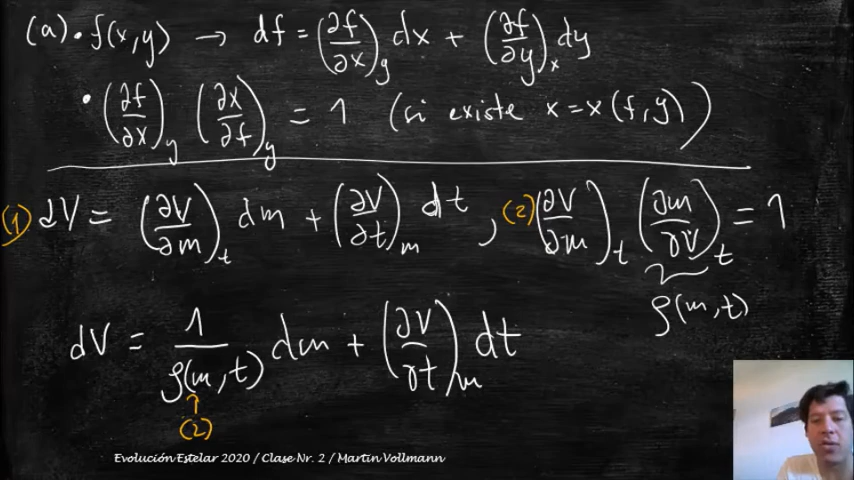 (a) • f(x,y) → df = (∂f/∂x)_y dx + (∂f/∂y)_x dy
• (∂f/∂x)_y (∂x/∂f)_y = 1 (si existe x = x(f,y))
(1) dV = (∂V/∂m)_t dm + (∂V/∂t)_m dt , (2) (∂V/∂m)_t (∂m/∂V)_t = 1
ρ(m,t)
dV = 1/ρ(m,t) dm + (∂V/∂t)_m dt
↑
(2)
Evolución Estelar 2020 / Clase Nr. 2 / Martin Vollmann